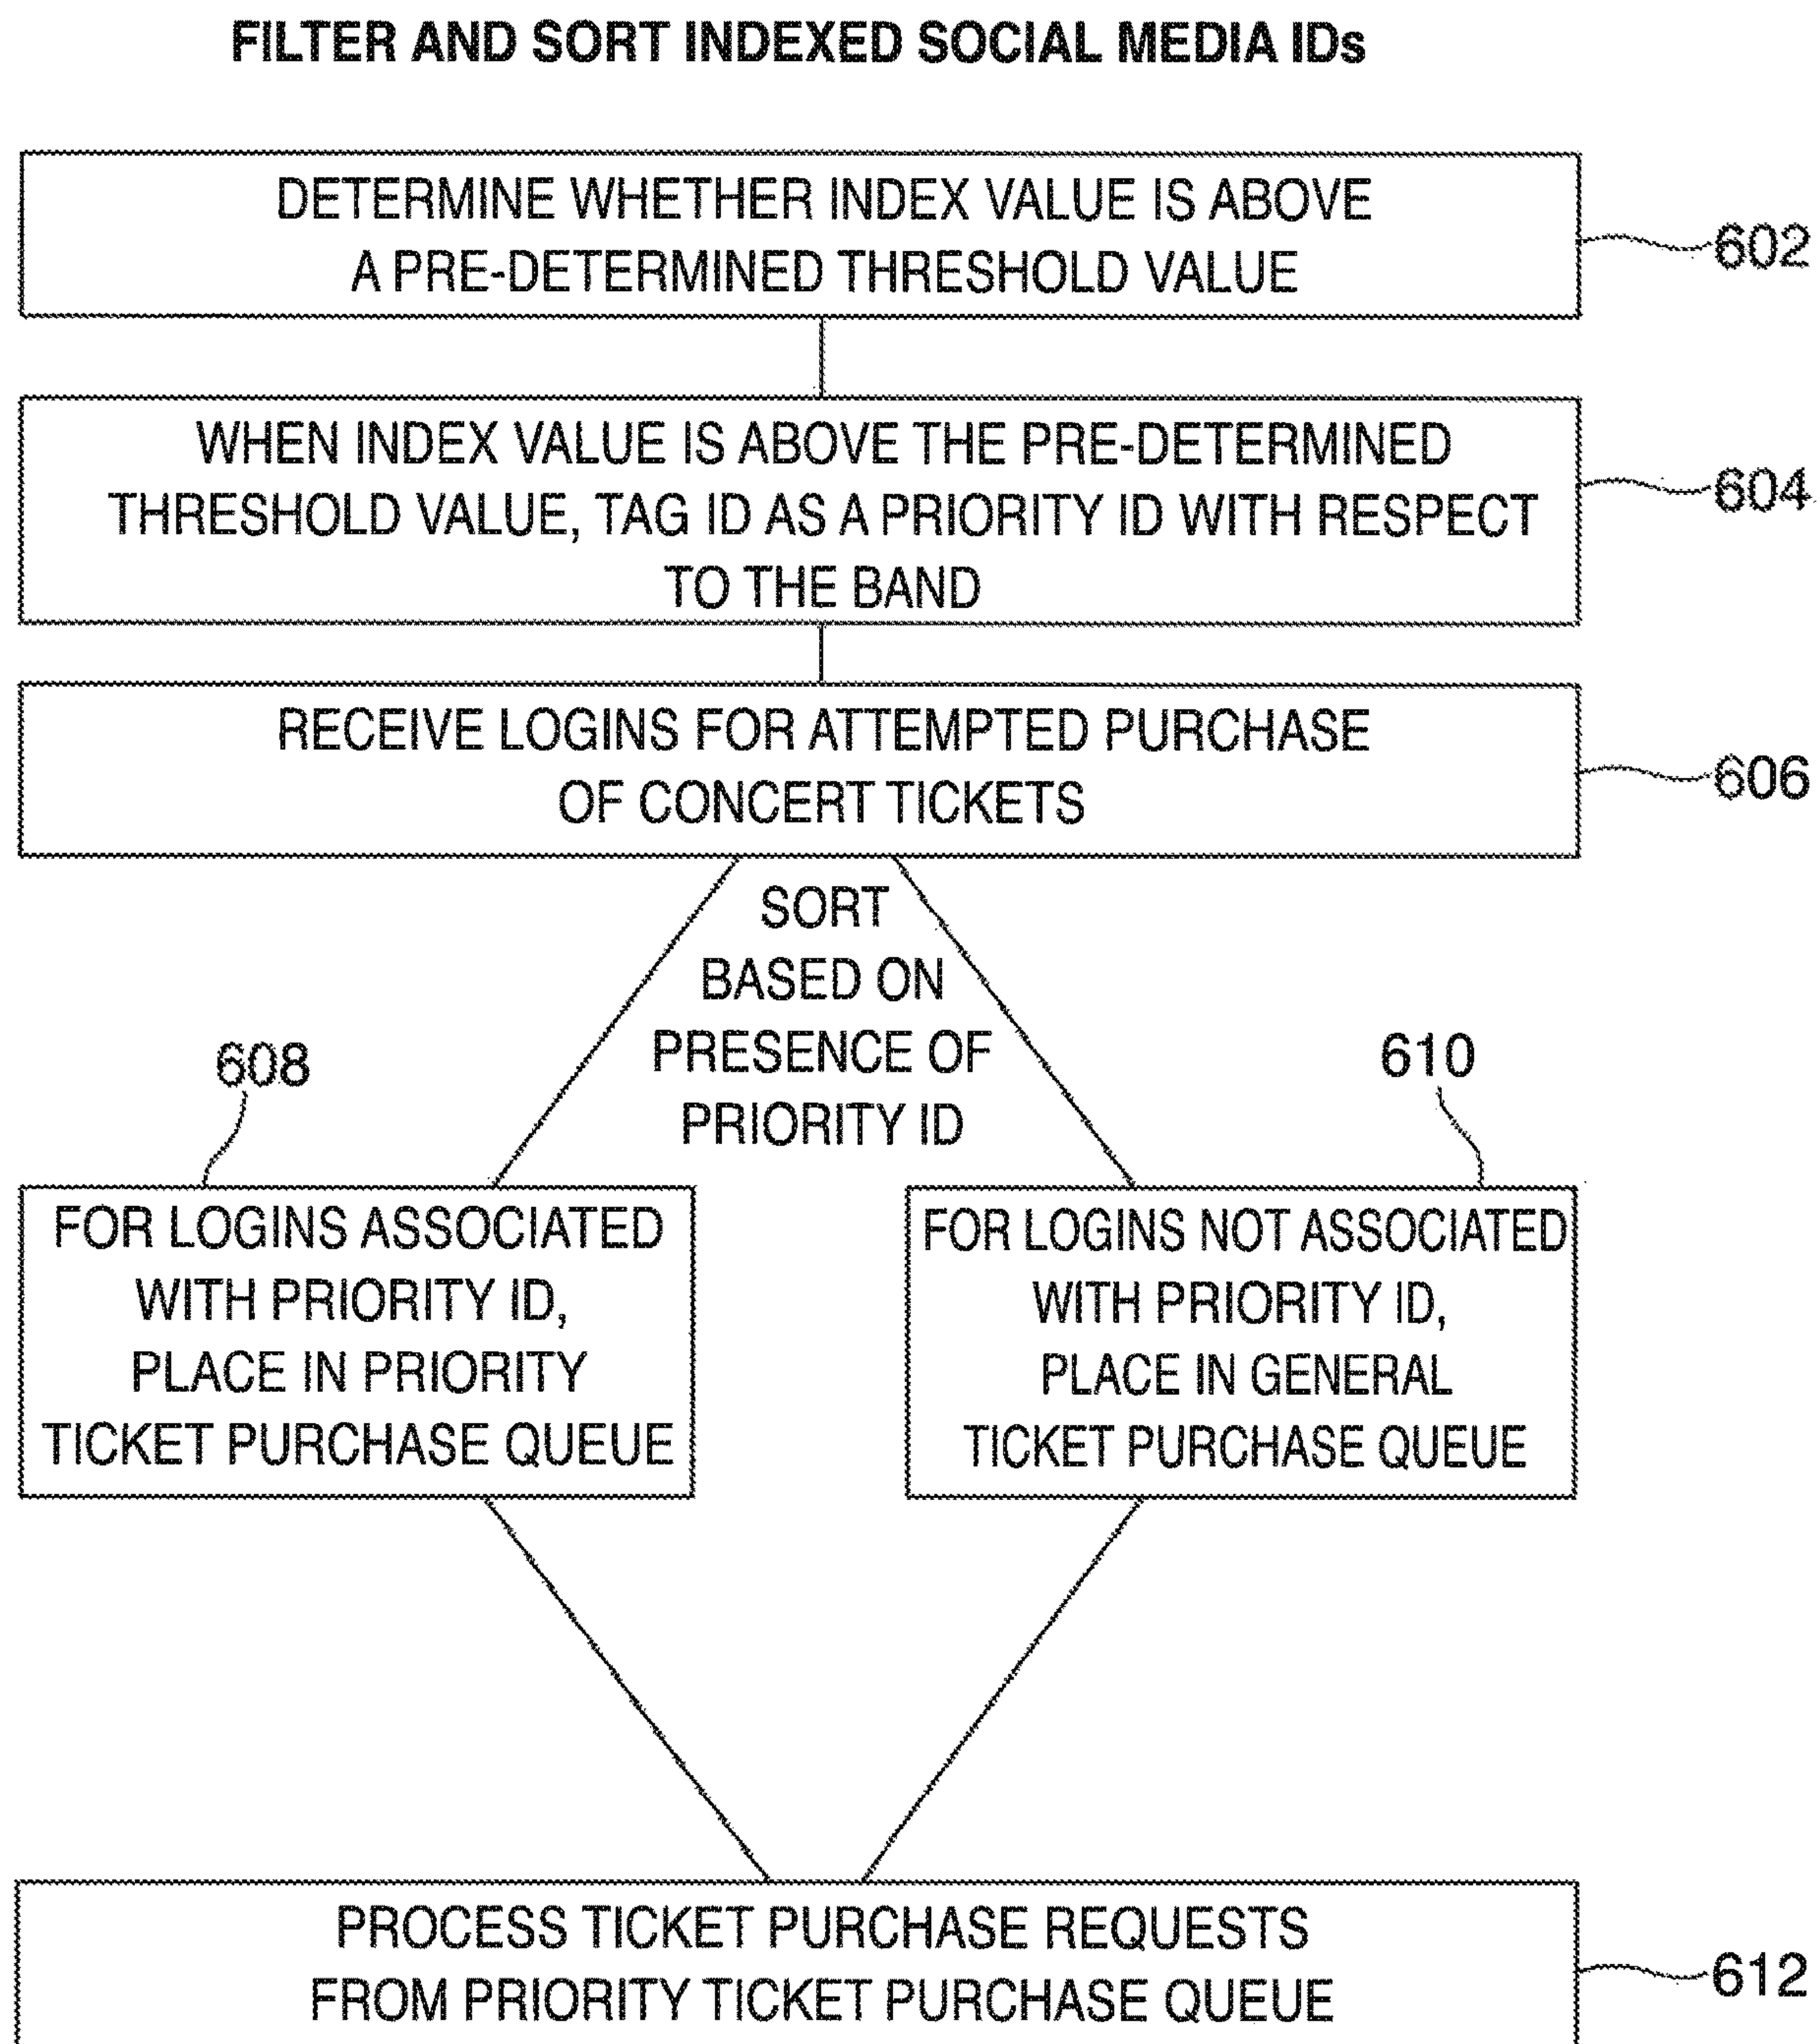 FILTER AND SORT INDEXED SOCIAL MEDIA IDs
DETERMINE WHETHER INDEX VALUE IS ABOVE
A PRE-DETERMINED THRESHOLD VALUE
602
WHEN INDEX VALUE IS ABOVE THE PRE-DETERMINED
THRESHOLD VALUE, TAG ID AS A PRIORITY ID WITH RESPECT
TO THE BAND
604
RECEIVE LOGINS FOR ATTEMPTED PURCHASE
OF CONCERT TICKETS
606
SORT
BASED ON
PRESENCE OF
PRIORITY ID
608
FOR LOGINS ASSOCIATED
WITH PRIORITY ID,
PLACE IN PRIORITY
TICKET PURCHASE QUEUE
610
FOR LOGINS NOT ASSOCIATED
WITH PRIORITY ID,
PLACE IN GENERAL
TICKET PURCHASE QUEUE
PROCESS TICKET PURCHASE REQUESTS
FROM PRIORITY TICKET PURCHASE QUEUE
612